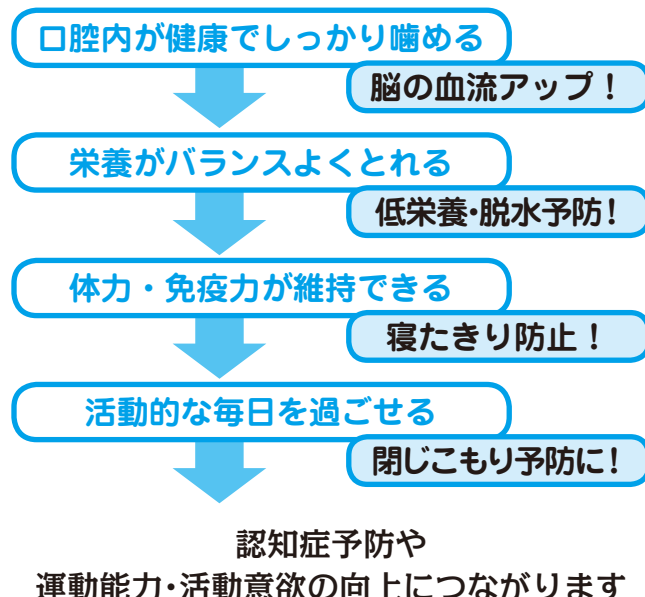 口腔内が健康でしっかり噛める
脳の血流アップ！
栄養がバランスよくとれる
低栄養・脱水予防！
体力・免疫力が維持できる
寝たきり防止！
活動的な毎日を過ごせる
閉じこもり予防に！
認知症予防や
運動能力・活動意欲の向上につながります